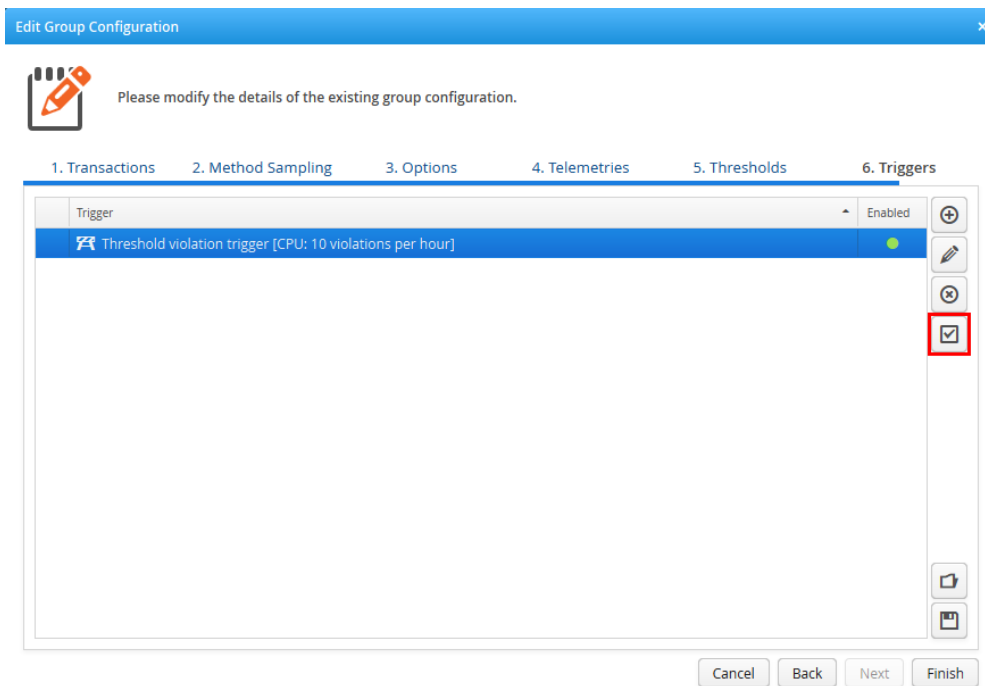 Edit Group Configuration
Please modify the details of the existing group configuration.
1. Transactions 2. Method Sampling 3. Options 4. Telemetries 5. Thresholds 6. Triggers
Trigger Enabled
Threshold violation trigger [CPU: 10 violations per hour]
Cancel Back Next Finish